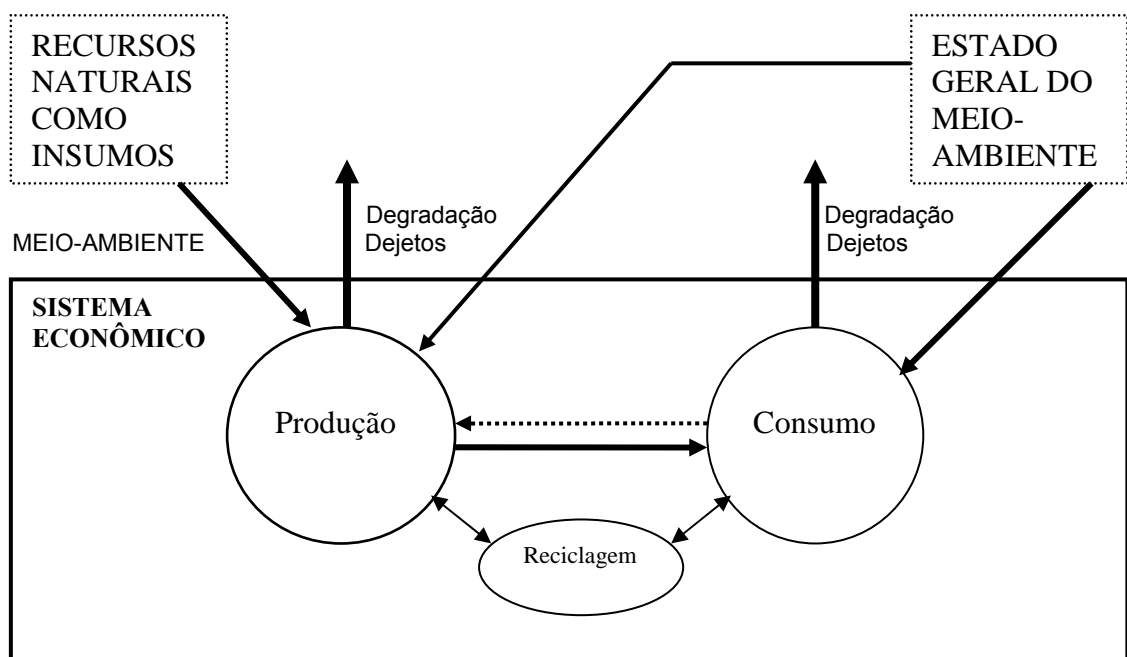 RECURSOS
NATURAIS
COMO
INSUMOS
ESTADO
GERAL DO
MEIO-
AMBIENTE
Degradação
Dejetos
Degradação
Dejetos
MEIO-AMBIENTE
SISTEMA
ECONÔMICO
Produção
Consumo
Reciclagem